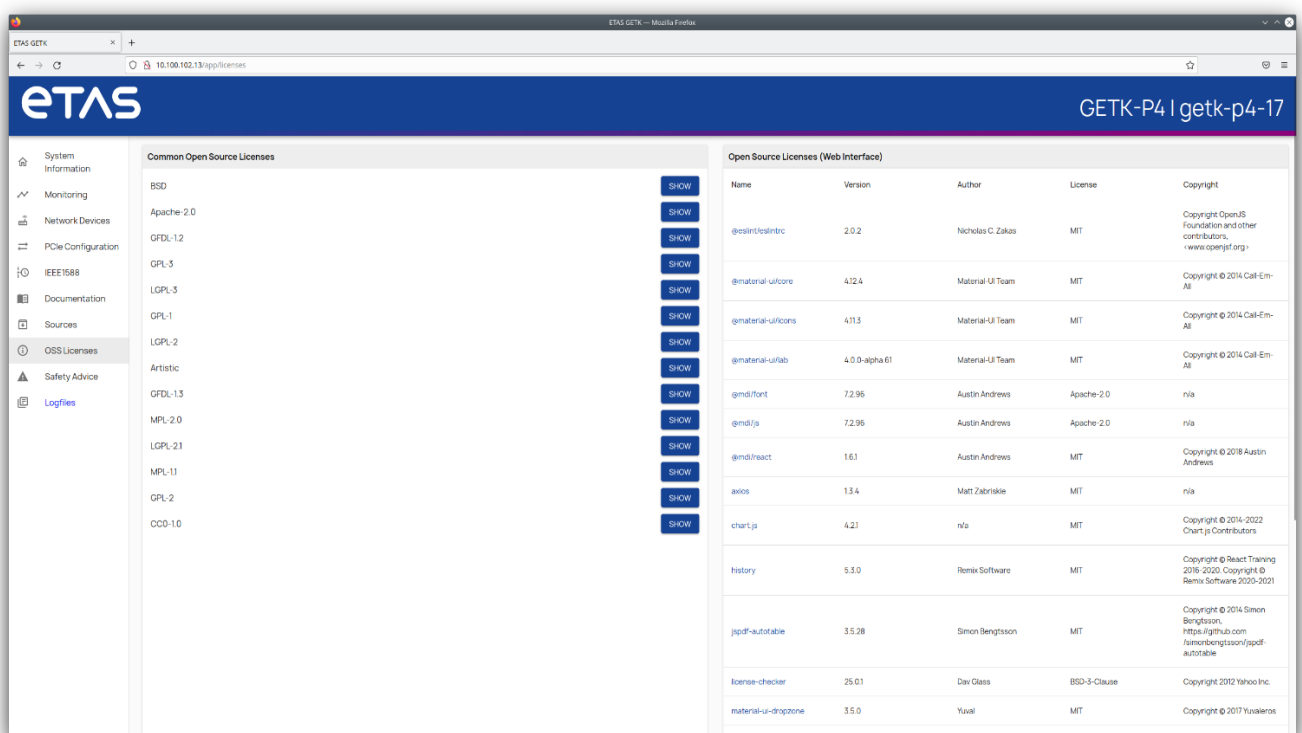 ETAS GETK — Mozilla Firefox
ETAS GETK
10.100.102.13/app/licenses
eTAS
GETK-P4 | getk-p4-17
System
Information
Monitoring
Network Devices
PCIe Configuration
IEEE1588
Documentation
Sources
OSS Licenses
Safety Advice
Logfiles
Common Open Source Licenses
BSD SHOW
Apache-2.0 SHOW
GFDL-1.2 SHOW
GPL-3 SHOW
LGPL-3 SHOW
GPL-1 SHOW
LGPL-2 SHOW
Artistic SHOW
GFDL-1.3 SHOW
MPL-2.0 SHOW
LGPL-2.1 SHOW
MPL-1.1 SHOW
GPL-2 SHOW
CC0-1.0 SHOW
Open Source Licenses (Web Interface)
Name Version Author License Copyright
@eslint/eslintrc 2.0.2 Nicholas C. Zakas MIT Copyright OpenJS
Foundation and other
contributors,
<www.openjsf.org>
@material-ui/core 4.12.4 Material-UI Team MIT Copyright © 2014 Call-Em-
All
@material-ui/icons 4.11.3 Material-UI Team MIT Copyright © 2014 Call-Em-
All
@material-ui/lab 4.0.0-alpha.61 Material-UI Team MIT Copyright © 2014 Call-Em-
All
@mdi/font 7.2.96 Austin Andrews Apache-2.0 n/a
@mdi/js 7.2.96 Austin Andrews Apache-2.0 n/a
@mdi/react 1.6.1 Austin Andrews MIT Copyright © 2018 Austin
Andrews
axios 1.3.4 Matt Zabriskie MIT n/a
chart.js 4.2.1 n/a MIT Copyright © 2014-2022
Chart.js Contributors
history 5.3.0 Remix Software MIT Copyright © React Training
2016-2020, Copyright ©
Remix Software 2020-2021
jspdf-autotable 3.5.28 Simon Bengtsson MIT Copyright © 2014 Simon
Bengtsson,
https://github.com
/simonbengtsson/jspdf-
autotable
license-checker 25.0.1 Dav Glass BSD-3-Clause Copyright 2012 Yahoo Inc.
material-ui-dropzone 3.5.0 Yuval MIT Copyright © 2017 Yuvaleros